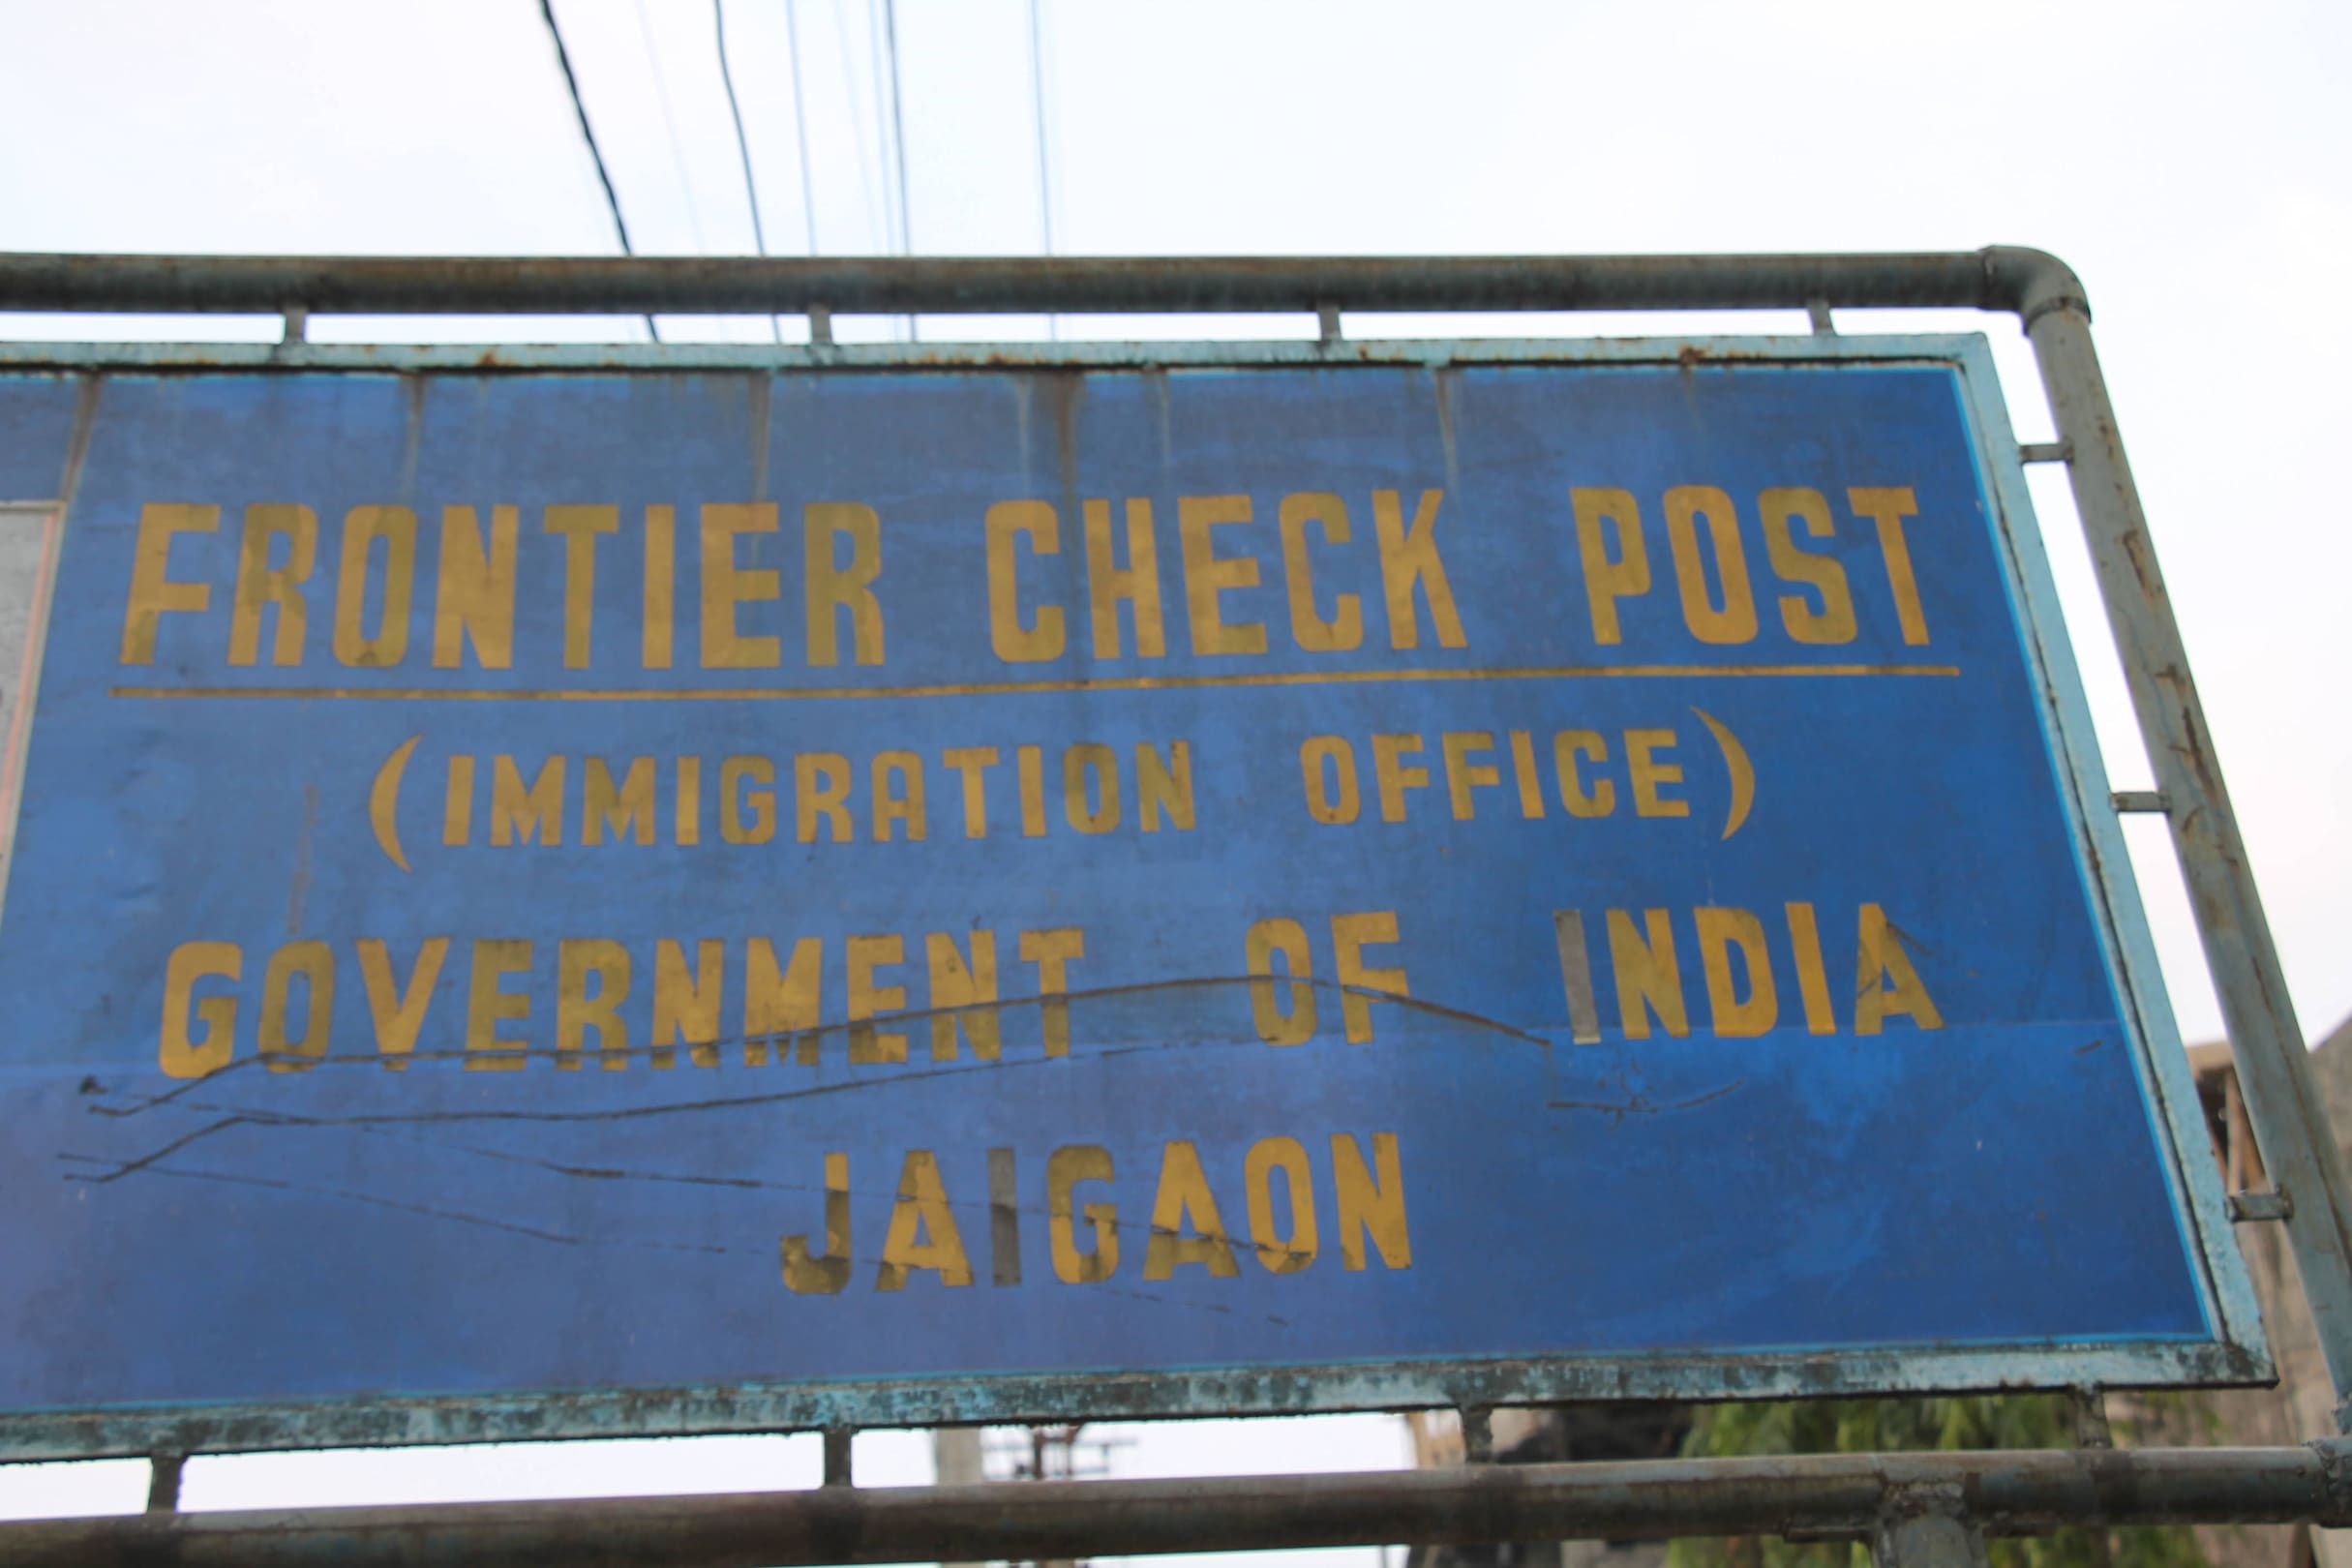 FRONTIER CHECK POST
(IMMIGRATION OFFICE)
GOVERNMENT OF INDIA
JAIGAON